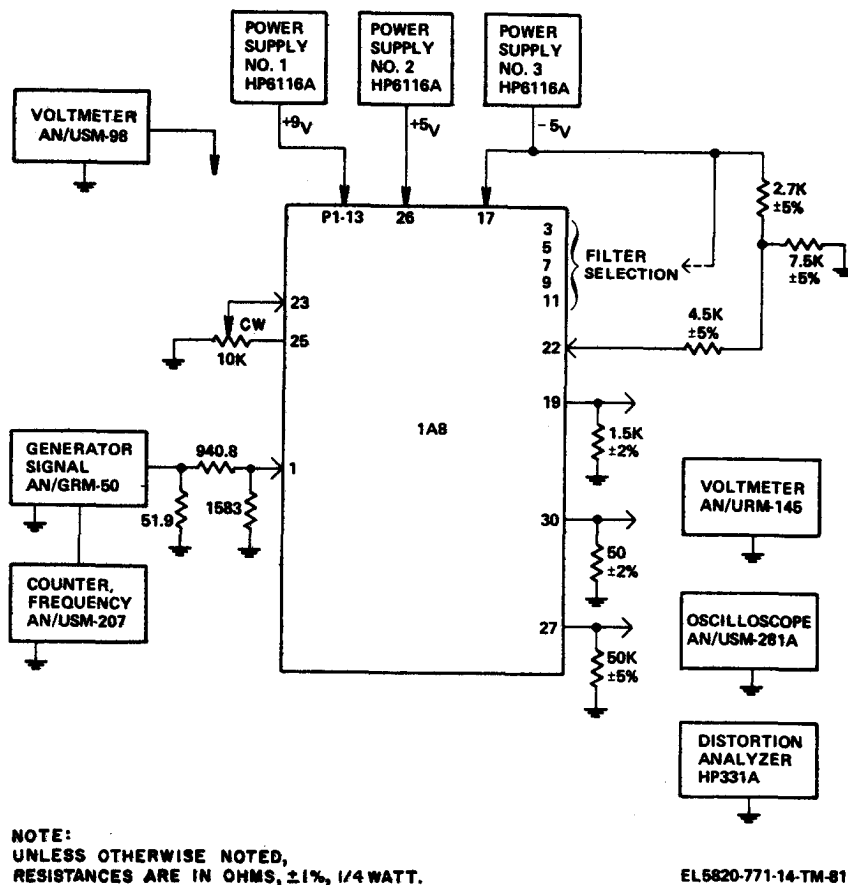 POWER
SUPPLY
NO. 1
HP6116A
POWER
SUPPLY
NO. 2
HP6116A
POWER
SUPPLY
NO. 3
HP6116A
VOLTMETER
AN/USM-98
+9V
+5V
-5V
P1-13
26
17
2.7K
±5%
7.5K
±5%
3
5
7
9
11
FILTER
SELECTION
23
CW
25
10K
4.5K
±5%
22
19
1A8
1.5K
±2%
GENERATOR
SIGNAL
AN/GRM-50
940.8
1
51.9
1583
VOLTMETER
AN/URM-145
30
50
±2%
COUNTER,
FREQUENCY
AN/USM-207
OSCILLOSCOPE
AN/USM-281A
27
50K
±5%
DISTORTION
ANALYZER
HP331A
NOTE:
UNLESS OTHERWISE NOTED,
RESISTANCES ARE IN OHMS, ±1%, 1/4 WATT.
EL5820-771-14-TM-81